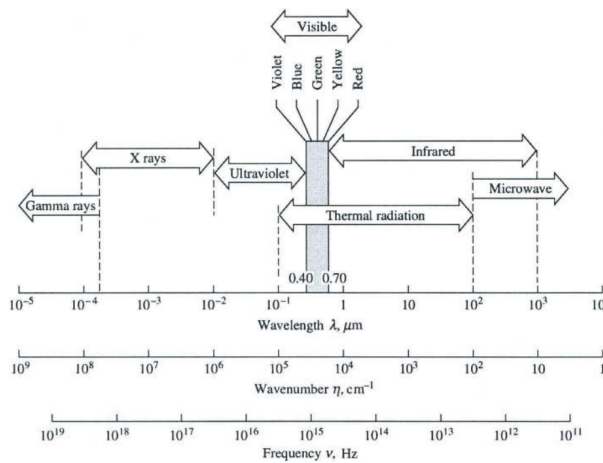 Visible
Violet
Blue
Green
Yellow
Red
X rays
Infrared
Ultraviolet
Microwave
Gamma rays
Thermal radiation
0.40 0.70
10⁻⁵ 10⁻⁴ 10⁻³ 10⁻² 10⁻¹ 1 10 10² 10³
Wavelength λ, μm
10⁹ 10⁸ 10⁷ 10⁶ 10⁵ 10⁴ 10³ 10² 10 1
Wavenumber η, cm⁻¹
10¹⁹ 10¹⁸ 10¹⁷ 10¹⁶ 10¹⁵ 10¹⁴ 10¹³ 10¹² 10¹¹
Frequency ν, Hz